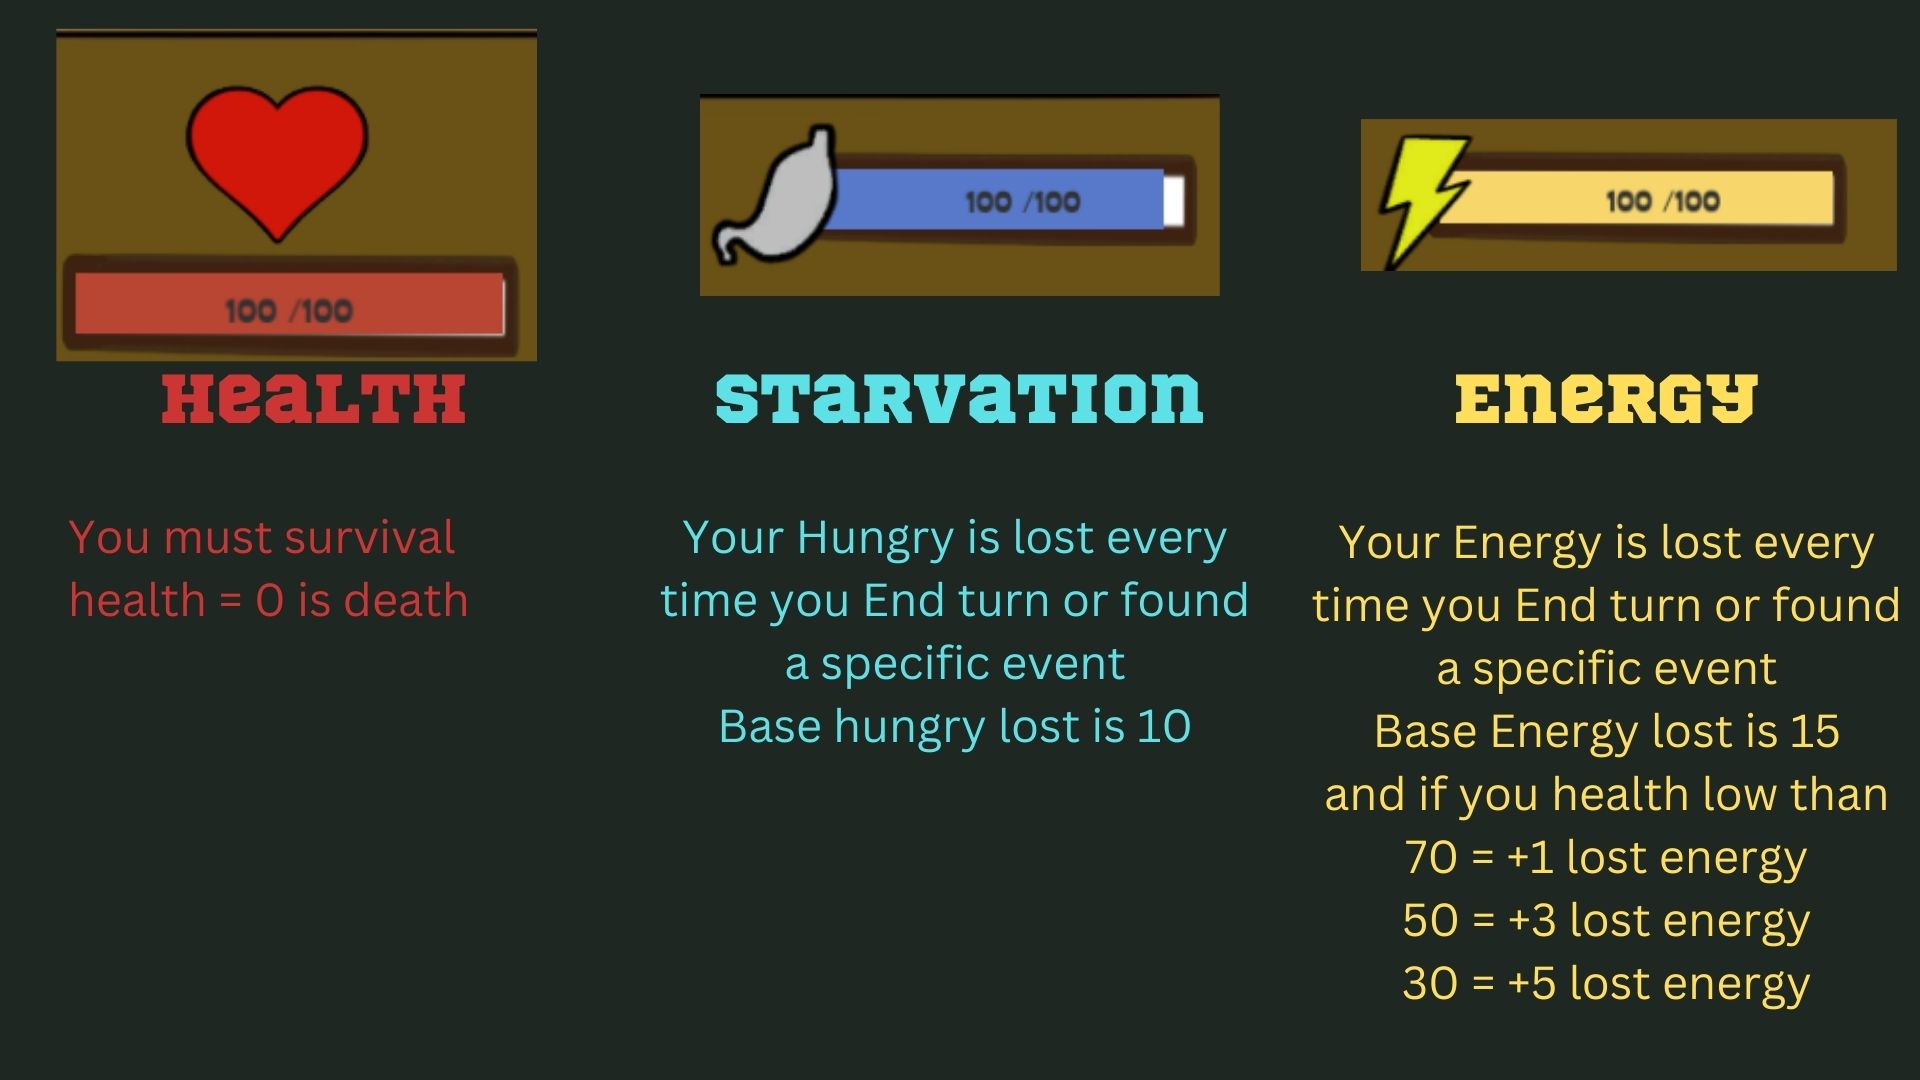 100 /100
HEALTH
You must survival
health = 0 is death
100 /100
STARVATION
Your Hungry is lost every
time you End turn or found
a specific event
Base hungry lost is 10
100 /100
ENERGY
Your Energy is lost every
time you End turn or found
a specific event
Base Energy lost is 15
and if you health low than
70 = +1 lost energy
50 = +3 lost energy
30 = +5 lost energy